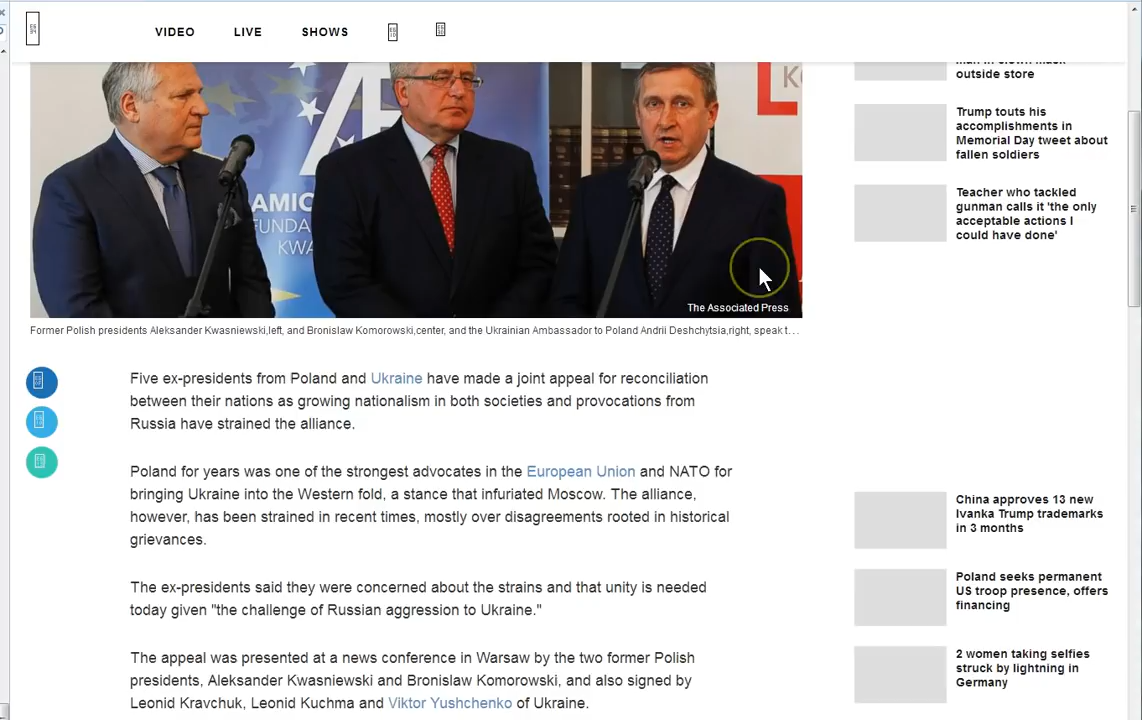 VIDEO LIVE SHOWS
AMIC
FUNDA
KWA
K
The Associated Press
Former Polish presidents Aleksander Kwasniewski,left, and Bronislaw Komorowski,center, and the Ukrainian Ambassador to Poland Andrii Deshchytsia,right, speak t...
Five ex-presidents from Poland and Ukraine have made a joint appeal for reconciliation
between their nations as growing nationalism in both societies and provocations from
Russia have strained the alliance.
Poland for years was one of the strongest advocates in the European Union and NATO for
bringing Ukraine into the Western fold, a stance that infuriated Moscow. The alliance,
however, has been strained in recent times, mostly over disagreements rooted in historical
grievances.
The ex-presidents said they were concerned about the strains and that unity is needed
today given "the challenge of Russian aggression to Ukraine."
The appeal was presented at a news conference in Warsaw by the two former Polish
presidents, Aleksander Kwasniewski and Bronislaw Komorowski, and also signed by
Leonid Kravchuk, Leonid Kuchma and Viktor Yushchenko of Ukraine.
outside store
Trump touts his
accomplishments in
Memorial Day tweet about
fallen soldiers
Teacher who tackled
gunman calls it 'the only
acceptable actions I
could have done'
China approves 13 new
Ivanka Trump trademarks
in 3 months
Poland seeks permanent
US troop presence, offers
financing
2 women taking selfies
struck by lightning in
Germany